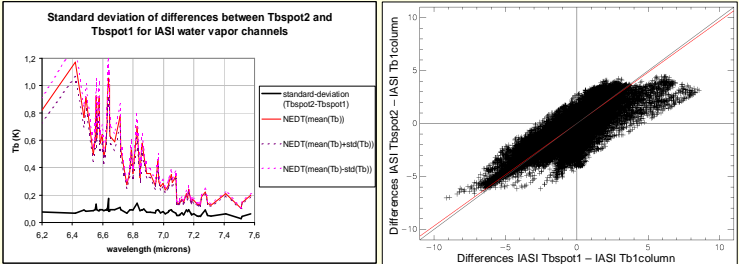 Standard deviation of differences between Tbspot2 and
Tbspot1 for IASI water vapor channels
Tb (K)
1,2
1,0
0,8
0,6
0,4
0,2
0,0
6,2 6,4 6,6 6,8 7,0 7,2 7,4 7,6
wavelength (microns)
standard-deviation
(Tbspot2-Tbspot1)
NEDT(mean(Tb))
NEDT(mean(Tb)+std(Tb))
NEDT(mean(Tb)-std(Tb))
Differences IASI Tbspot2 – IASI Tb1column
10
5
0
−5
−10
−10 −5 0 5 10
Differences IASI Tbspot1 – IASI Tb1column